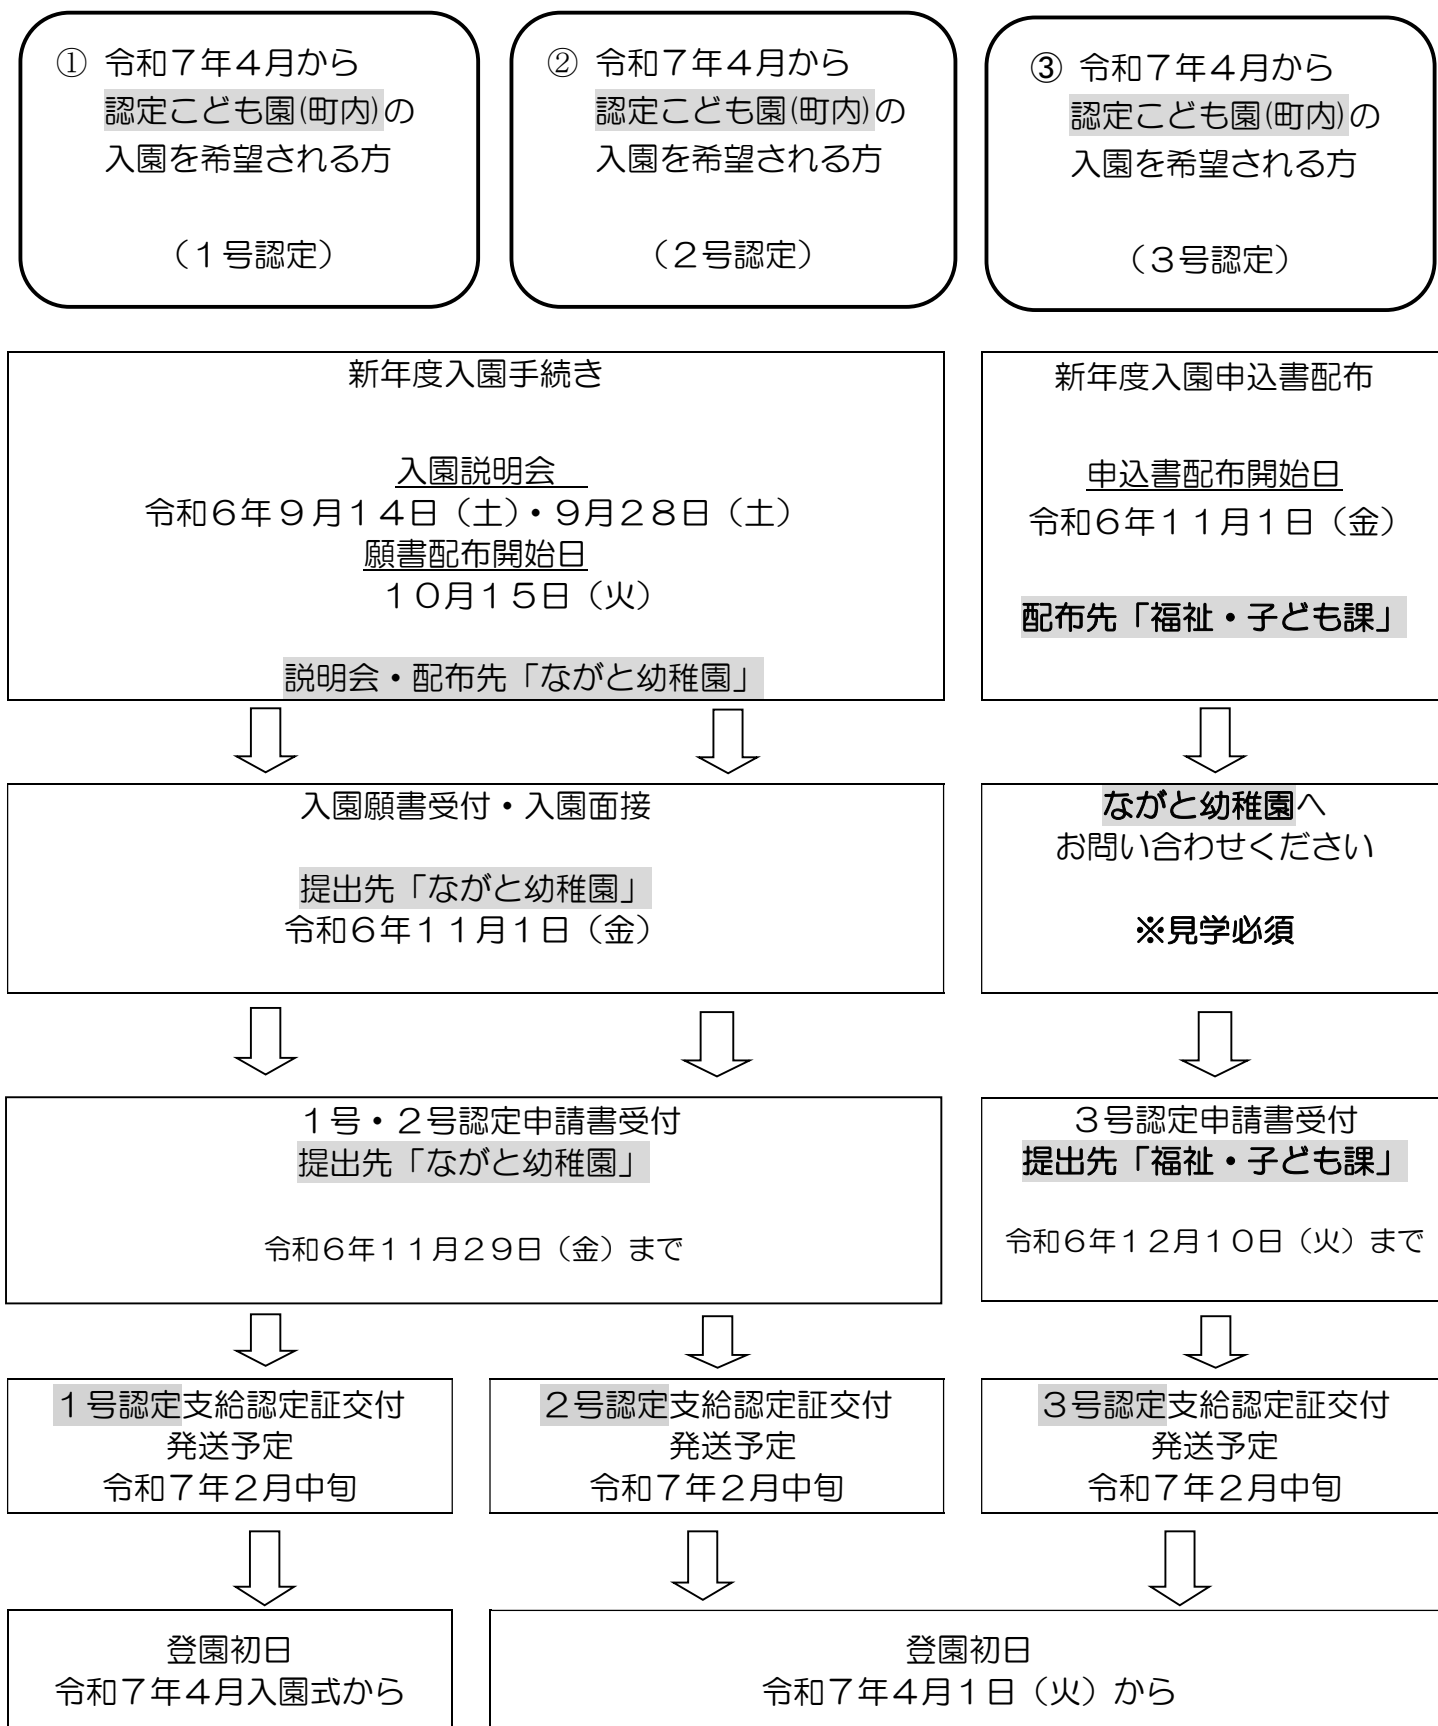 ① 令和７年４月から
認定こども園(町内)の
入園を希望される方
（１号認定）
② 令和７年４月から
認定こども園(町内)の
入園を希望される方
（２号認定）
③ 令和７年４月から
認定こども園(町内)の
入園を希望される方
（３号認定）
新年度入園手続き
入園説明会
令和６年９月１４日（土）・９月２８日（土）
願書配布開始日
１０月１５日（火）
説明会・配布先「ながと幼稚園」
新年度入園申込書配布
申込書配布開始日
令和６年１１月１日（金）
配布先「福祉・子ども課」
入園願書受付・入園面接
提出先「ながと幼稚園」
令和６年１１月１日（金）
ながと幼稚園へ
お問い合わせください
※見学必須
１号・２号認定申請書受付
提出先「ながと幼稚園」
令和６年１１月２９日（金）まで
３号認定申請書受付
提出先「福祉・子ども課」
令和６年１２月１０日（火）まで
１号認定支給認定証交付
発送予定
令和７年２月中旬
２号認定支給認定証交付
発送予定
令和７年２月中旬
３号認定支給認定証交付
発送予定
令和７年２月中旬
登園初日
令和７年４月入園式から
登園初日
令和７年４月１日（火）から